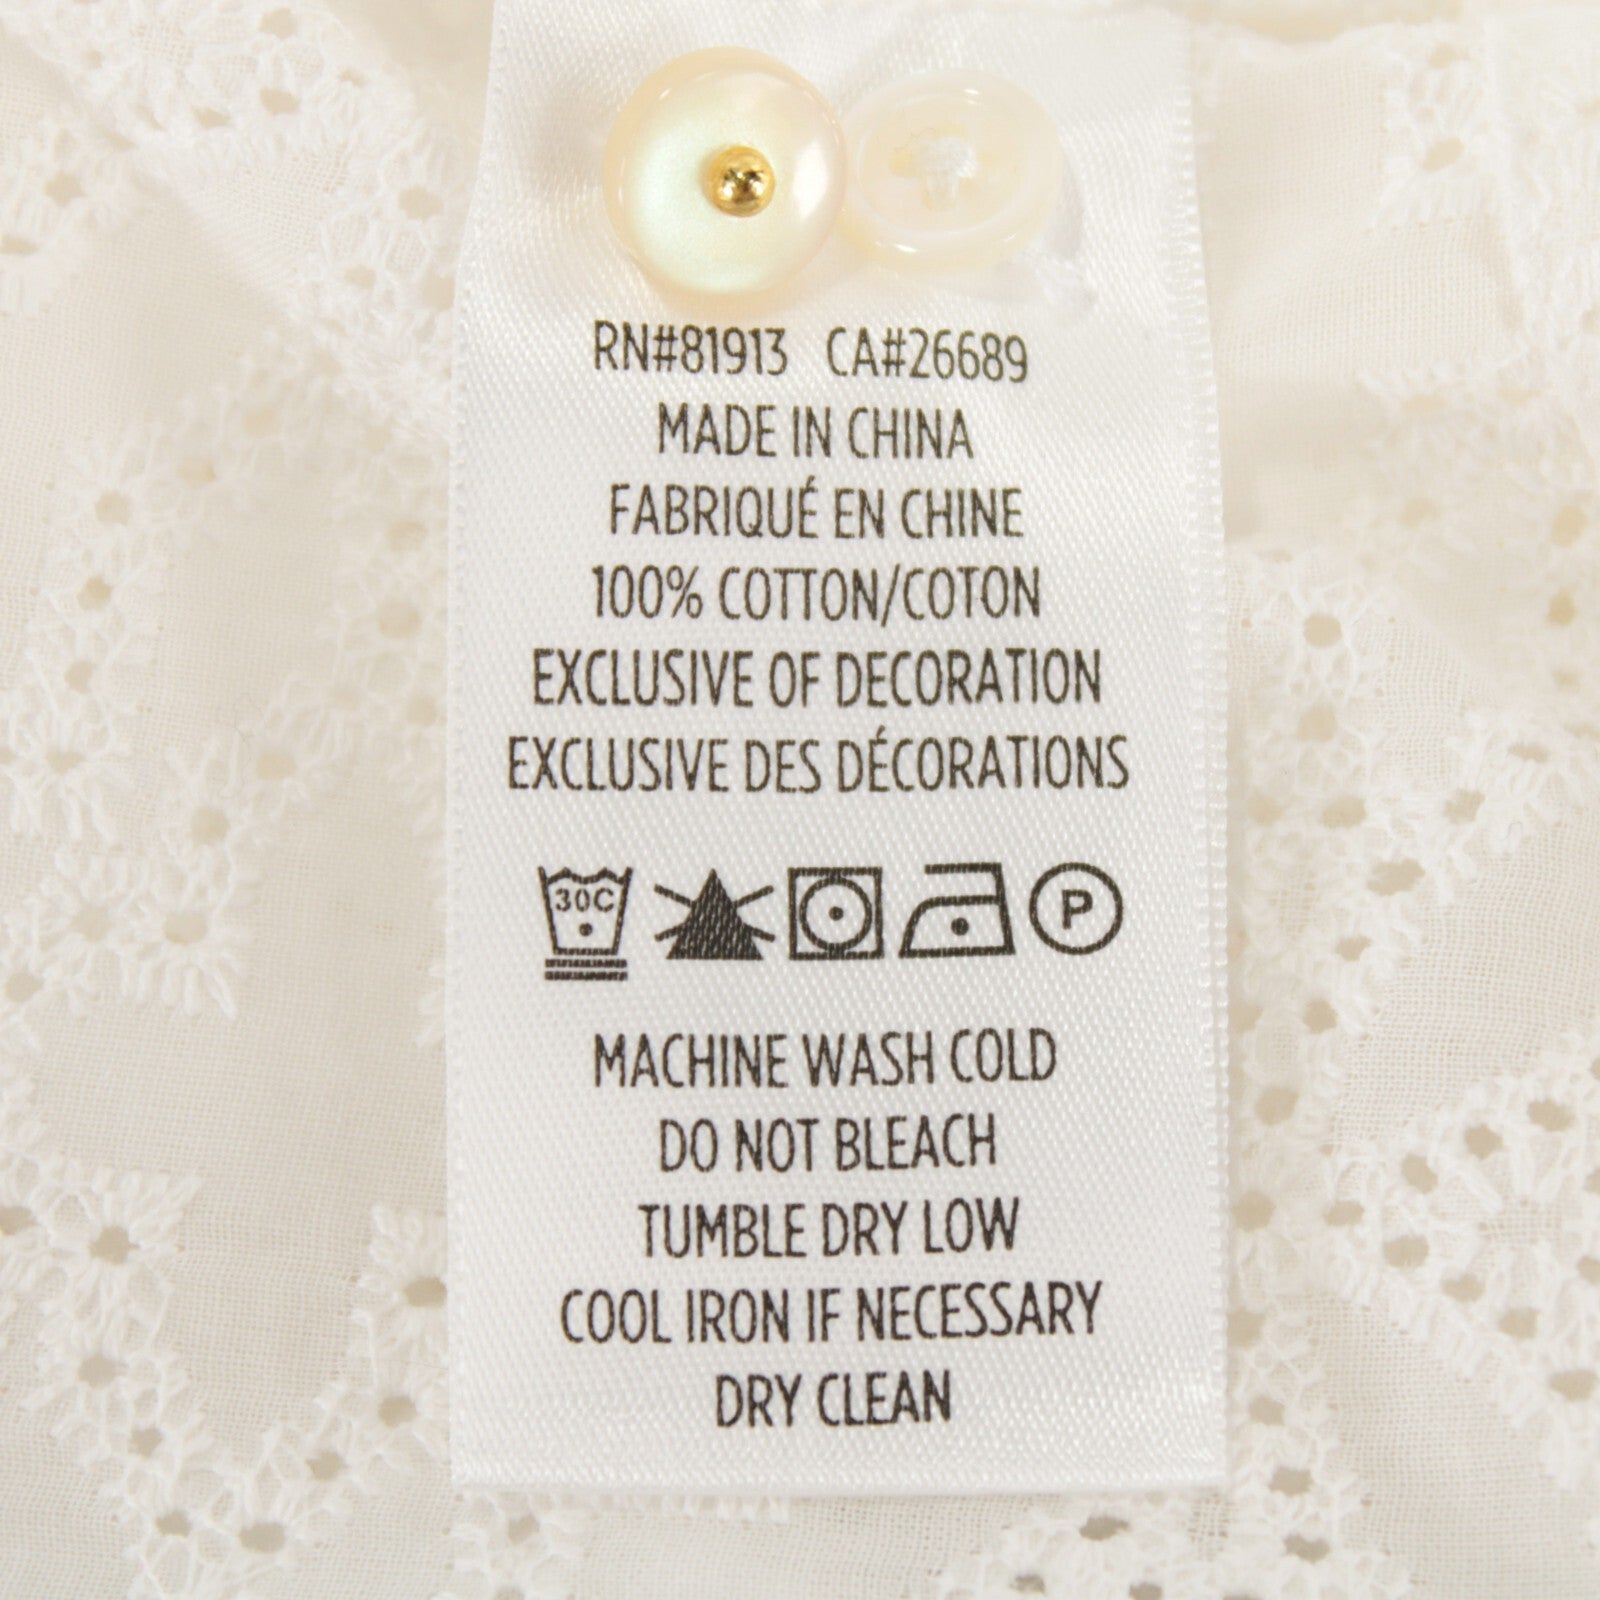 RN#81913 CA#26689
MADE IN CHINA
FABRIQUÉ EN CHINE
100% COTTON/COTON
EXCLUSIVE OF DECORATION
EXCLUSIVE DES DÉCORATIONS
30C P
MACHINE WASH COLD
DO NOT BLEACH
TUMBLE DRY LOW
COOL IRON IF NECESSARY
DRY CLEAN